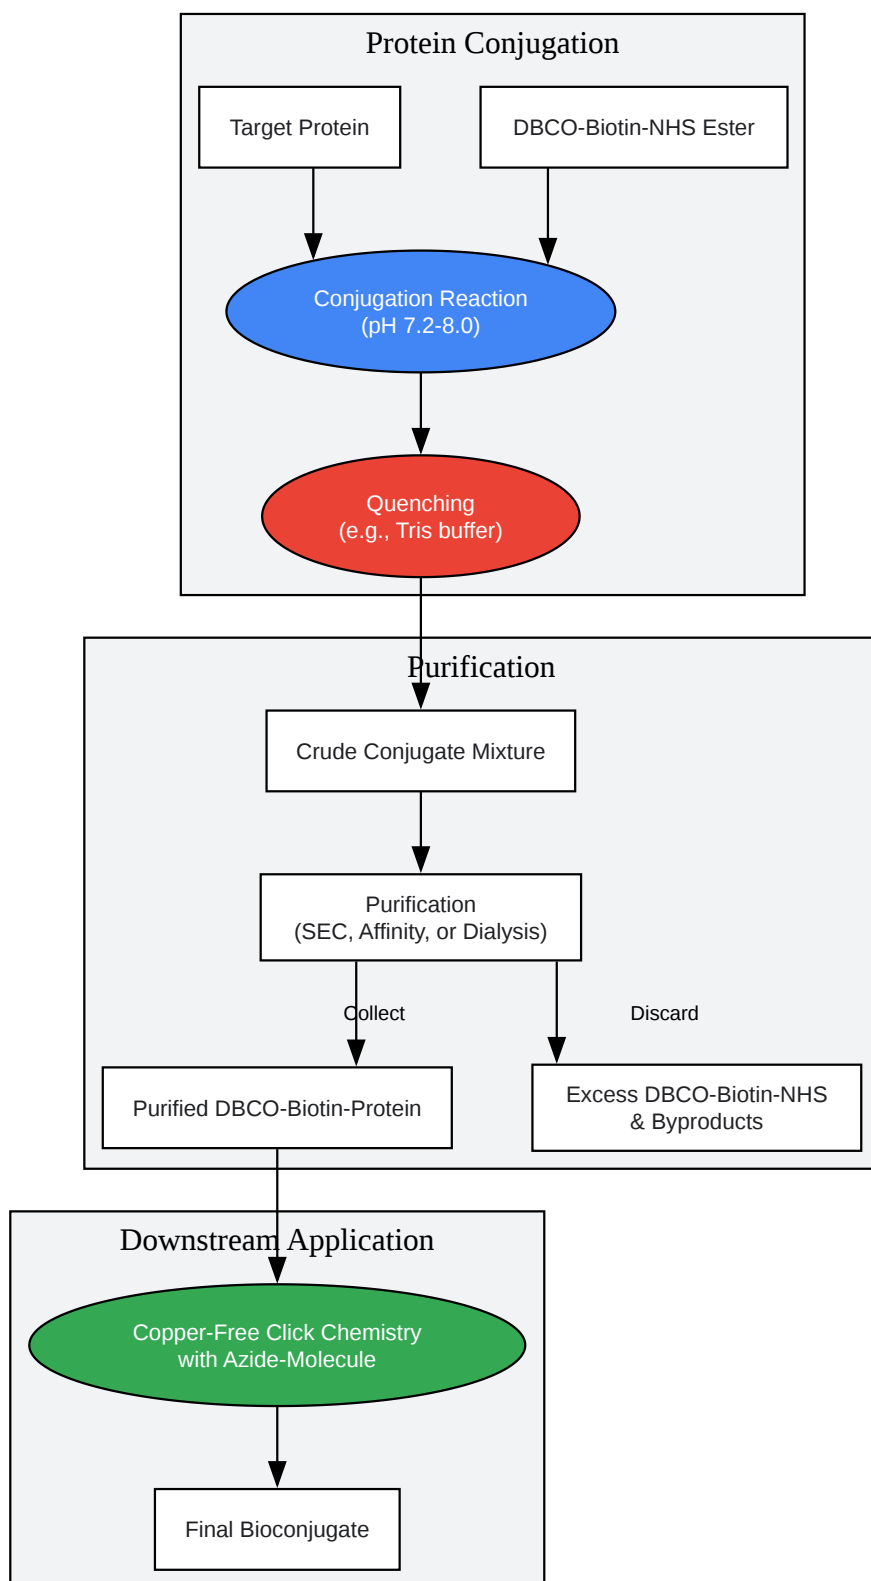 Protein Conjugation
Target Protein
DBCO-Biotin-NHS Ester
Conjugation Reaction
(pH 7.2-8.0)
Quenching
(e.g., Tris buffer)
Purification
Crude Conjugate Mixture
Purification
(SEC, Affinity, or Dialysis)
Collect
Discard
Purified DBCO-Biotin-Protein
Excess DBCO-Biotin-NHS
& Byproducts
Downstream Application
Copper-Free Click Chemistry
with Azide-Molecule
Final Bioconjugate